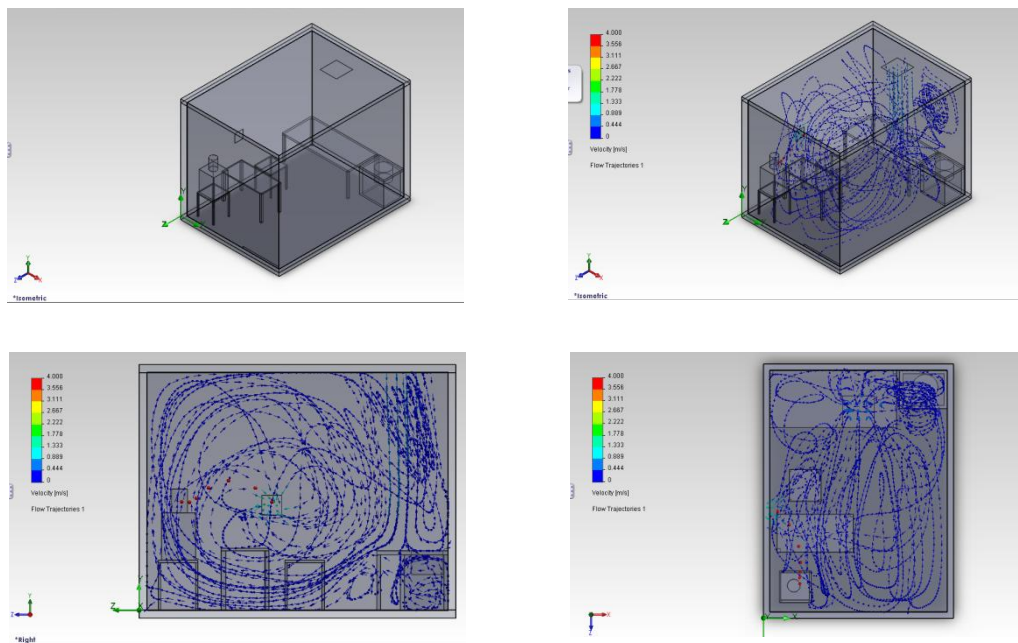 Y
Z
Y
Z
X
*Isometric
4.000
3.556
3.111
2.667
2.222
1.778
1.333
0.889
0.444
0
Velocity [m/s]
Flow Trajectories 1
Y
Z
Y
Z
X
*Isometric
4.000
3.556
3.111
2.667
2.222
1.778
1.333
0.889
0.444
0
Velocity [m/s]
Flow Trajectories 1
Y
Z
X
Y
Z
*Right
4.000
3.556
3.111
2.667
2.222
1.778
1.333
0.889
0.444
0
Velocity [m/s]
Flow Trajectories 1
X
Z